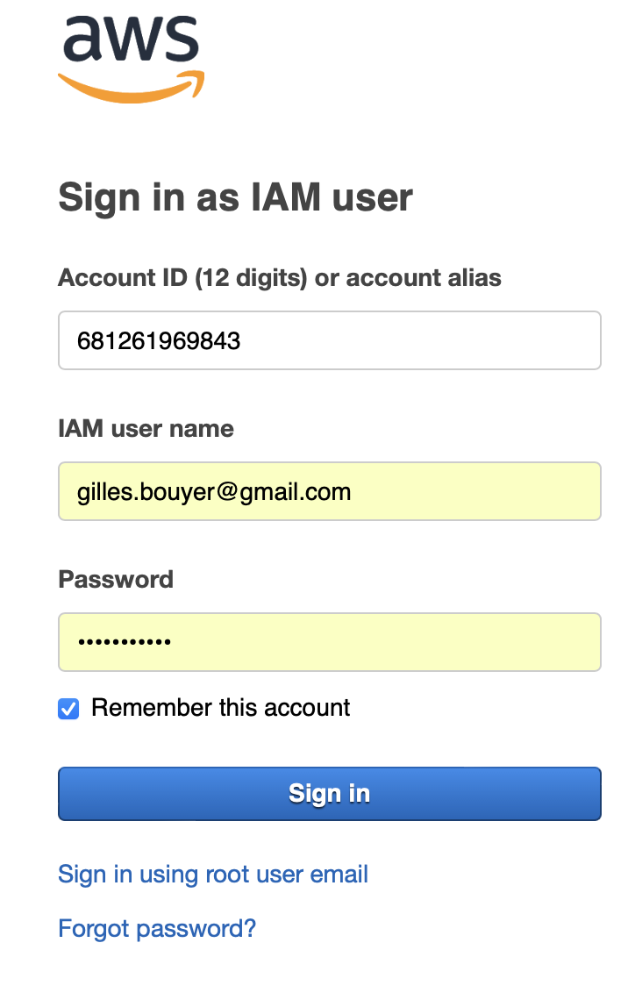 aws
Sign in as IAM user
Account ID (12 digits) or account alias
681261969843
IAM user name
gilles.bouyer@gmail.com
Password
•••••••••••
Remember this account
Sign in
Sign in using root user email
Forgot password?